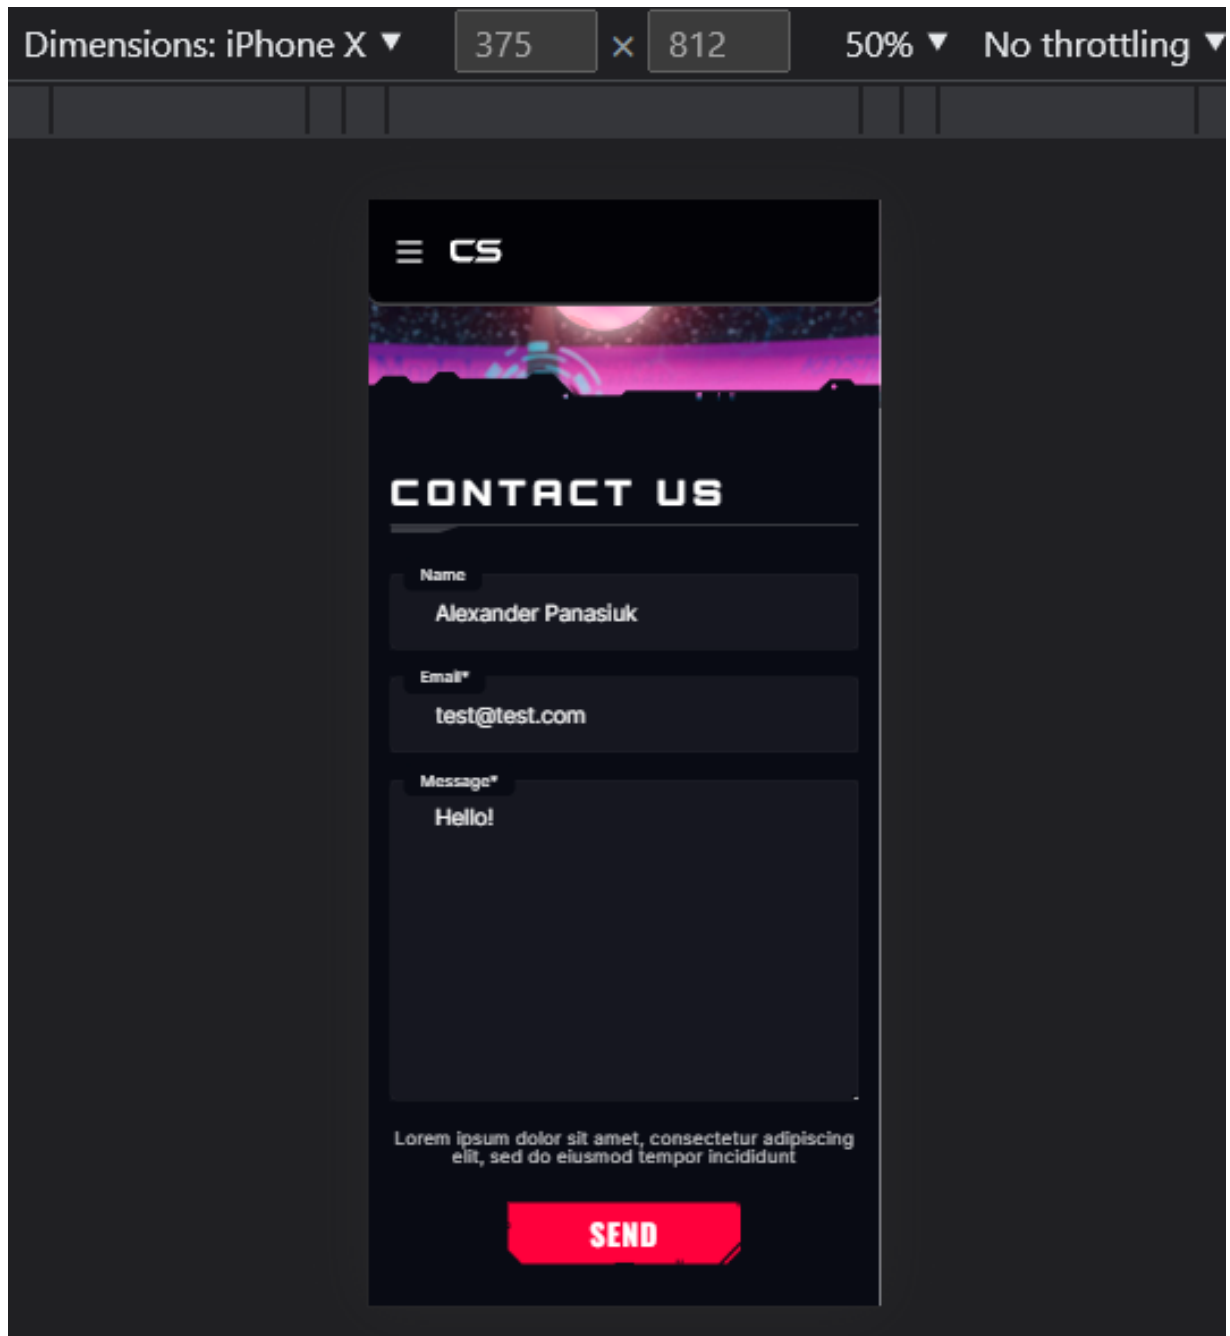 Dimensions: iPhone X ▼ 375 × 812 50% ▼ No throttling ▼
☰ CS
CONTACT US
Name
Alexander Panasiuk
Email*
test@test.com
Message*
Hello!
Lorem ipsum dolor sit amet, consectetur adipiscing
elit, sed do eiusmod tempor incididunt
SEND